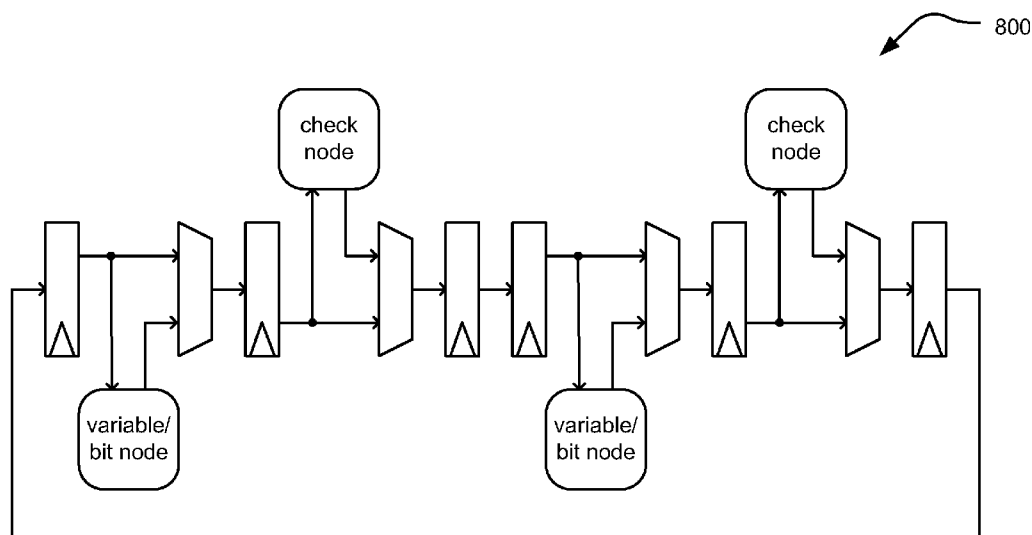 800
check
node
check
node
variable/
bit node
variable/
bit node